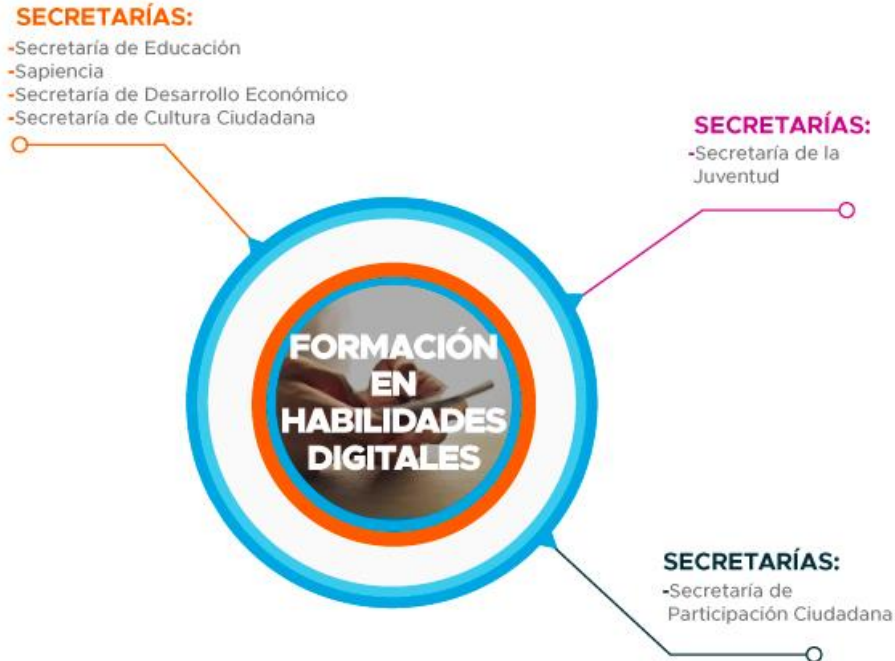 SECRETARÍAS:
-Secretaría de Educación
-Sapiencia
-Secretaría de Desarrollo Económico
-Secretaría de Cultura Ciudadana
SECRETARÍAS:
-Secretaría de la
Juventud
FORMACIÓN
EN
HABILIDADES
DIGITALES
SECRETARÍAS:
-Secretaría de
Participación Ciudadana